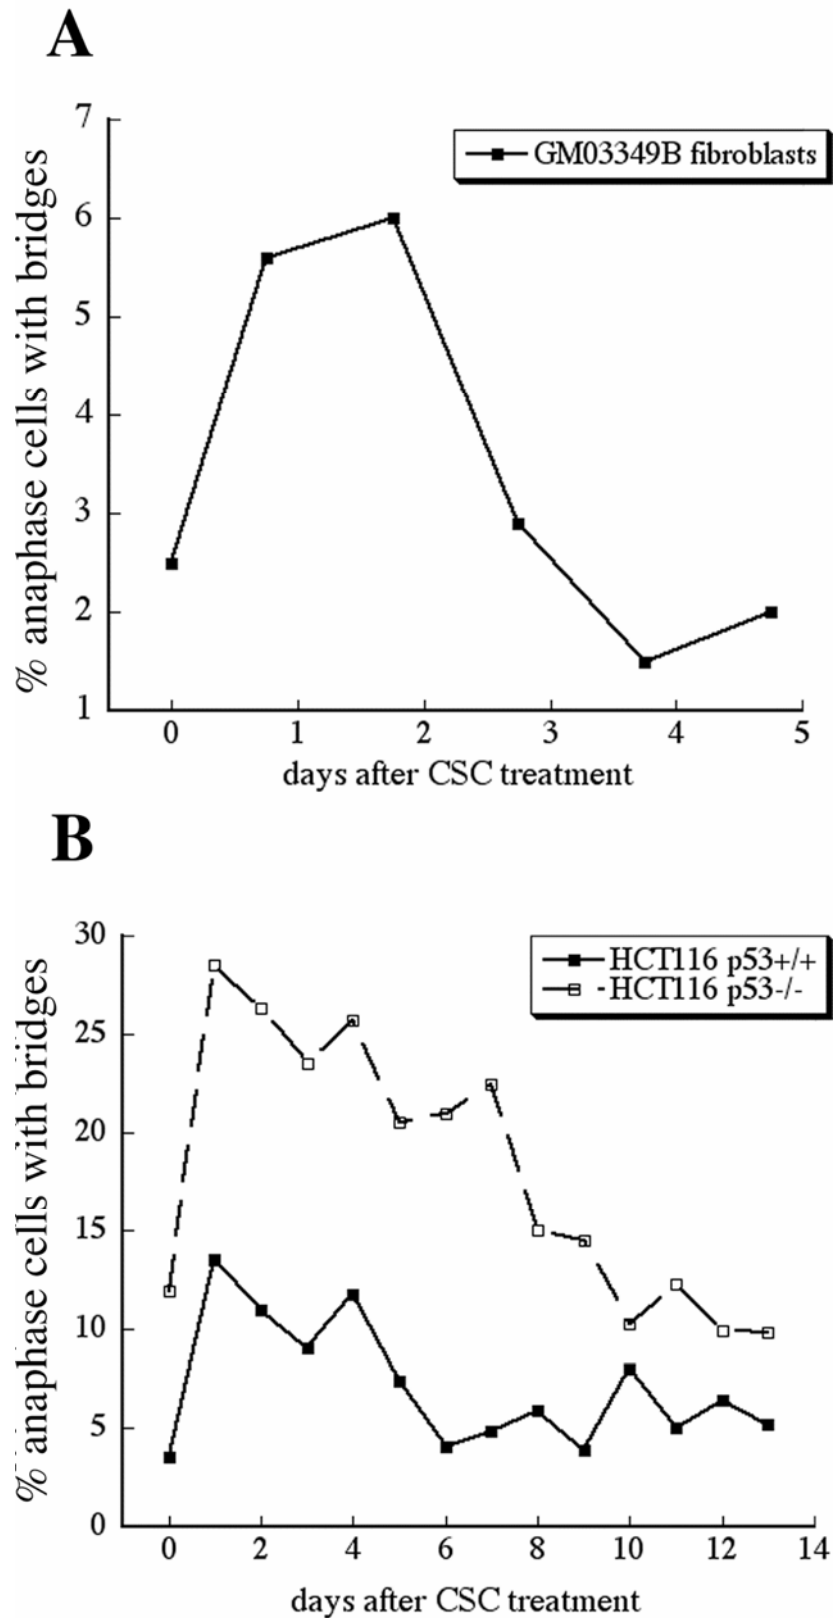 A
% anaphase cells with bridges
7
6
5
4
3
2
1
GM03349B fibroblasts
0 1 2 3 4 5
days after CSC treatment
B
% anaphase cells with bridges
30
25
20
15
10
5
0
HCT116 p53+/+
HCT116 p53-/-
0 2 4 6 8 10 12 14
days after CSC treatment